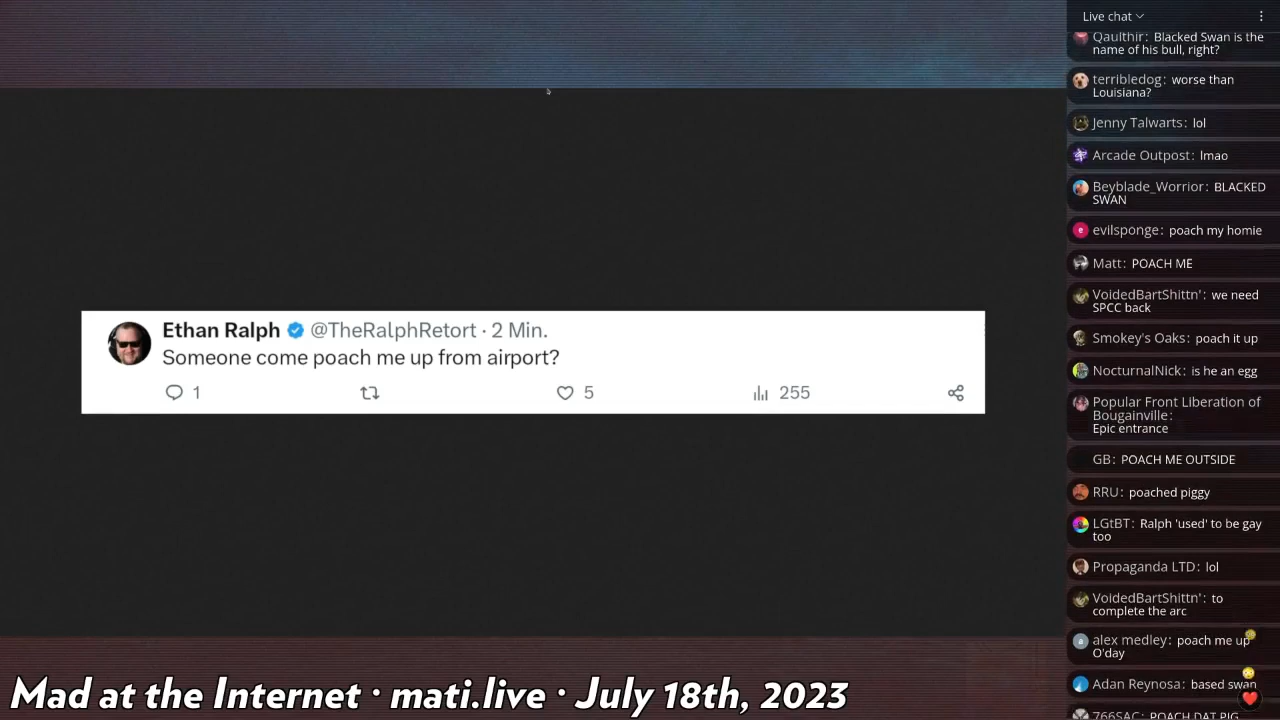 Ethan Ralph @TheRalphRetort · 2 Min.
Someone come poach me up from airport?
1 5 255
Mad at the Internet · mati.live · July 18th, 2023
Live chat
Qaulthir: Blacked Swan is the
name of his bull, right?
terribledog: worse than
Louisiana?
Jenny Talwarts: lol
Arcade Outpost: lmao
Beyblade_Worrior: BLACKED
SWAN
e evilsponge: poach my homie
Matt: POACH ME
VoidedBartShittn': we need
SPCC back
Smokey's Oaks: poach it up
NocturnalNick: is he an egg
Popular Front Liberation of
Bougainville:
Epic entrance
GB: POACH ME OUTSIDE
RRU: poached piggy
LGtBT: Ralph 'used' to be gay
too
Propaganda LTD: lol
VoidedBartShittn': to
complete the arc
a alex medley: poach me up
O'day
Adan Reynosa: based swan
766SAC: POACH DAT PIG